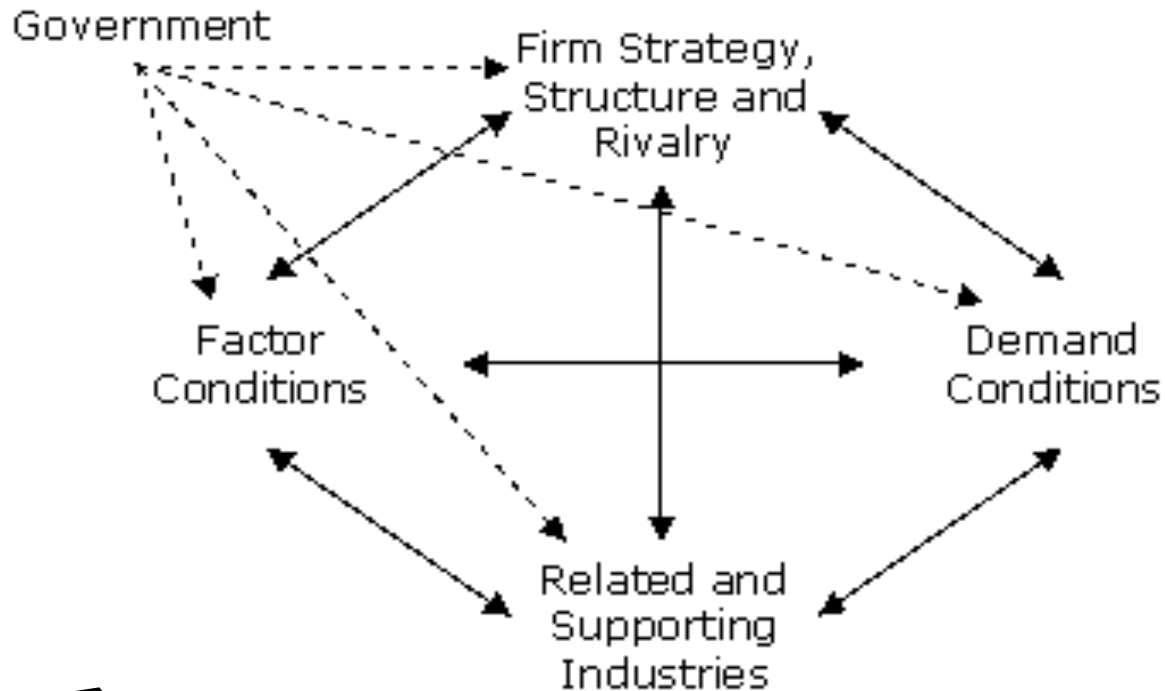 Government
Firm Strategy,
Structure and
Rivalry
Factor
Conditions
Demand
Conditions
Related and
Supporting
Industries